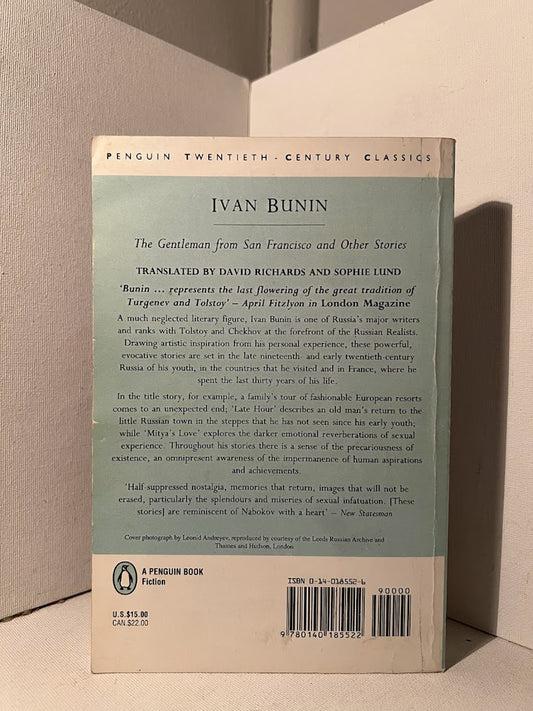 PENGUIN TWENTIETH-CENTURY CLASSICS
IVAN BUNIN
The Gentleman from San Francisco and Other Stories
TRANSLATED BY DAVID RICHARDS AND SOPHIE LUND
'Bunin ... represents the last flowering of the great tradition of
Turgenev and Tolstoy' – April Fitzlyon in London Magazine
A much neglected literary figure, Ivan Bunin is one of Russia's major writers
and ranks with Tolstoy and Chekhov at the forefront of the Russian Realists.
Drawing artistic inspiration from his personal experience, these powerful,
evocative stories are set in the late nineteenth- and early twentieth-century
Russia of his youth, in the countries that he visited and in France, where he
spent the last thirty years of his life.
In the title story, for example, a family's tour of fashionable European resorts
comes to an unexpected end; 'Late Hour' describes an old man's return to the
little Russian town in the steppes that he has not seen since his early youth;
while 'Mitya's Love' explores the darker emotional reverberations of sexual
experience. Throughout his stories there is a sense of the precariousness of
existence, an omnipresent awareness of the impermanence of human aspirations
and achievements.
'Half-suppressed nostalgia, memories that return, images that will not be
erased, particularly the splendours and miseries of sexual infatuation. [These
stories] are reminiscent of Nabokov with a heart' – New Statesman
Cover photograph by Leonid Andreyev, reproduced by courtesy of the Leeds Russian Archive and
Thames and Hudson, London
A PENGUIN BOOK
Fiction
U.S.$15.00
CAN.$22.00
ISBN 0-14-018552-6
90000
9 780140 185522